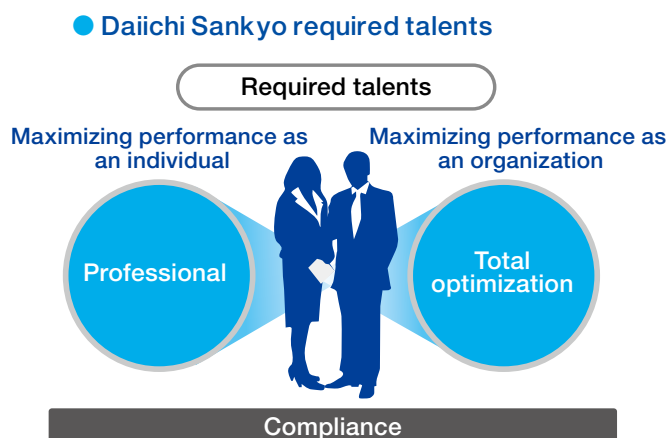 Daiichi Sankyo required talents
Required talents
Maximizing performance as
an individual
Maximizing performance as
an organization
Professional
Total
optimization
Compliance